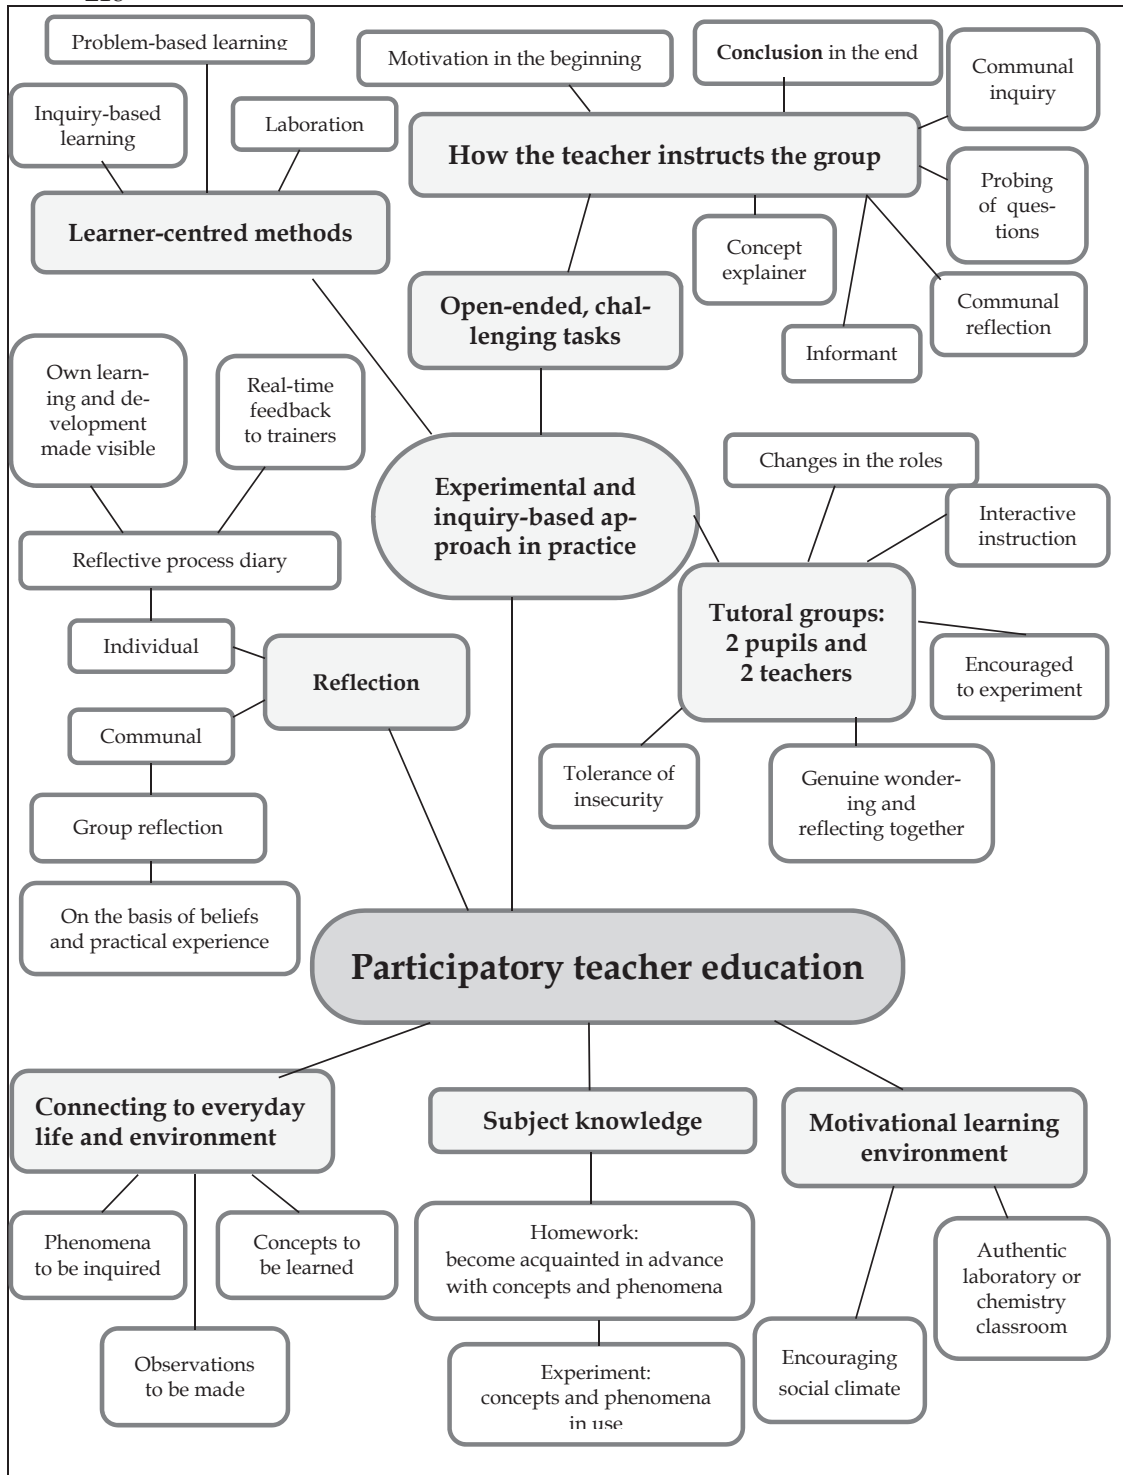 Problem-based learning
Motivation in the beginning
Conclusion in the end
Communal
inquiry
Inquiry-based
learning
Laboration
How the teacher instructs the group
Probing
of ques-
tions
Learner-centred methods
Concept
explainer
Communal
reflection
Open-ended, chal-
lenging tasks
Informant
Own learn-
ing and de-
velopment
made visible
Real-time
feedback
to trainers
Changes in the roles
Experimental and
inquiry-based ap-
proach in practice
Interactive
instruction
Reflective process diary
Tutoral groups:
2 pupils and
2 teachers
Individual
Reflection
Encouraged
to experiment
Communal
Tolerance of
insecurity
Genuine wonder-
ing and
reflecting together
Group reflection
On the basis of beliefs
and practical experience
Participatory teacher education
Connecting to everyday
life and environment
Subject knowledge
Motivational learning
environment
Phenomena
to be inquired
Concepts to
be learned
Homework:
become acquainted in advance
with concepts and phenomena
Authentic
laboratory or
chemistry
classroom
Observations
to be made
Experiment:
concepts and phenomena
in use
Encouraging
social climate